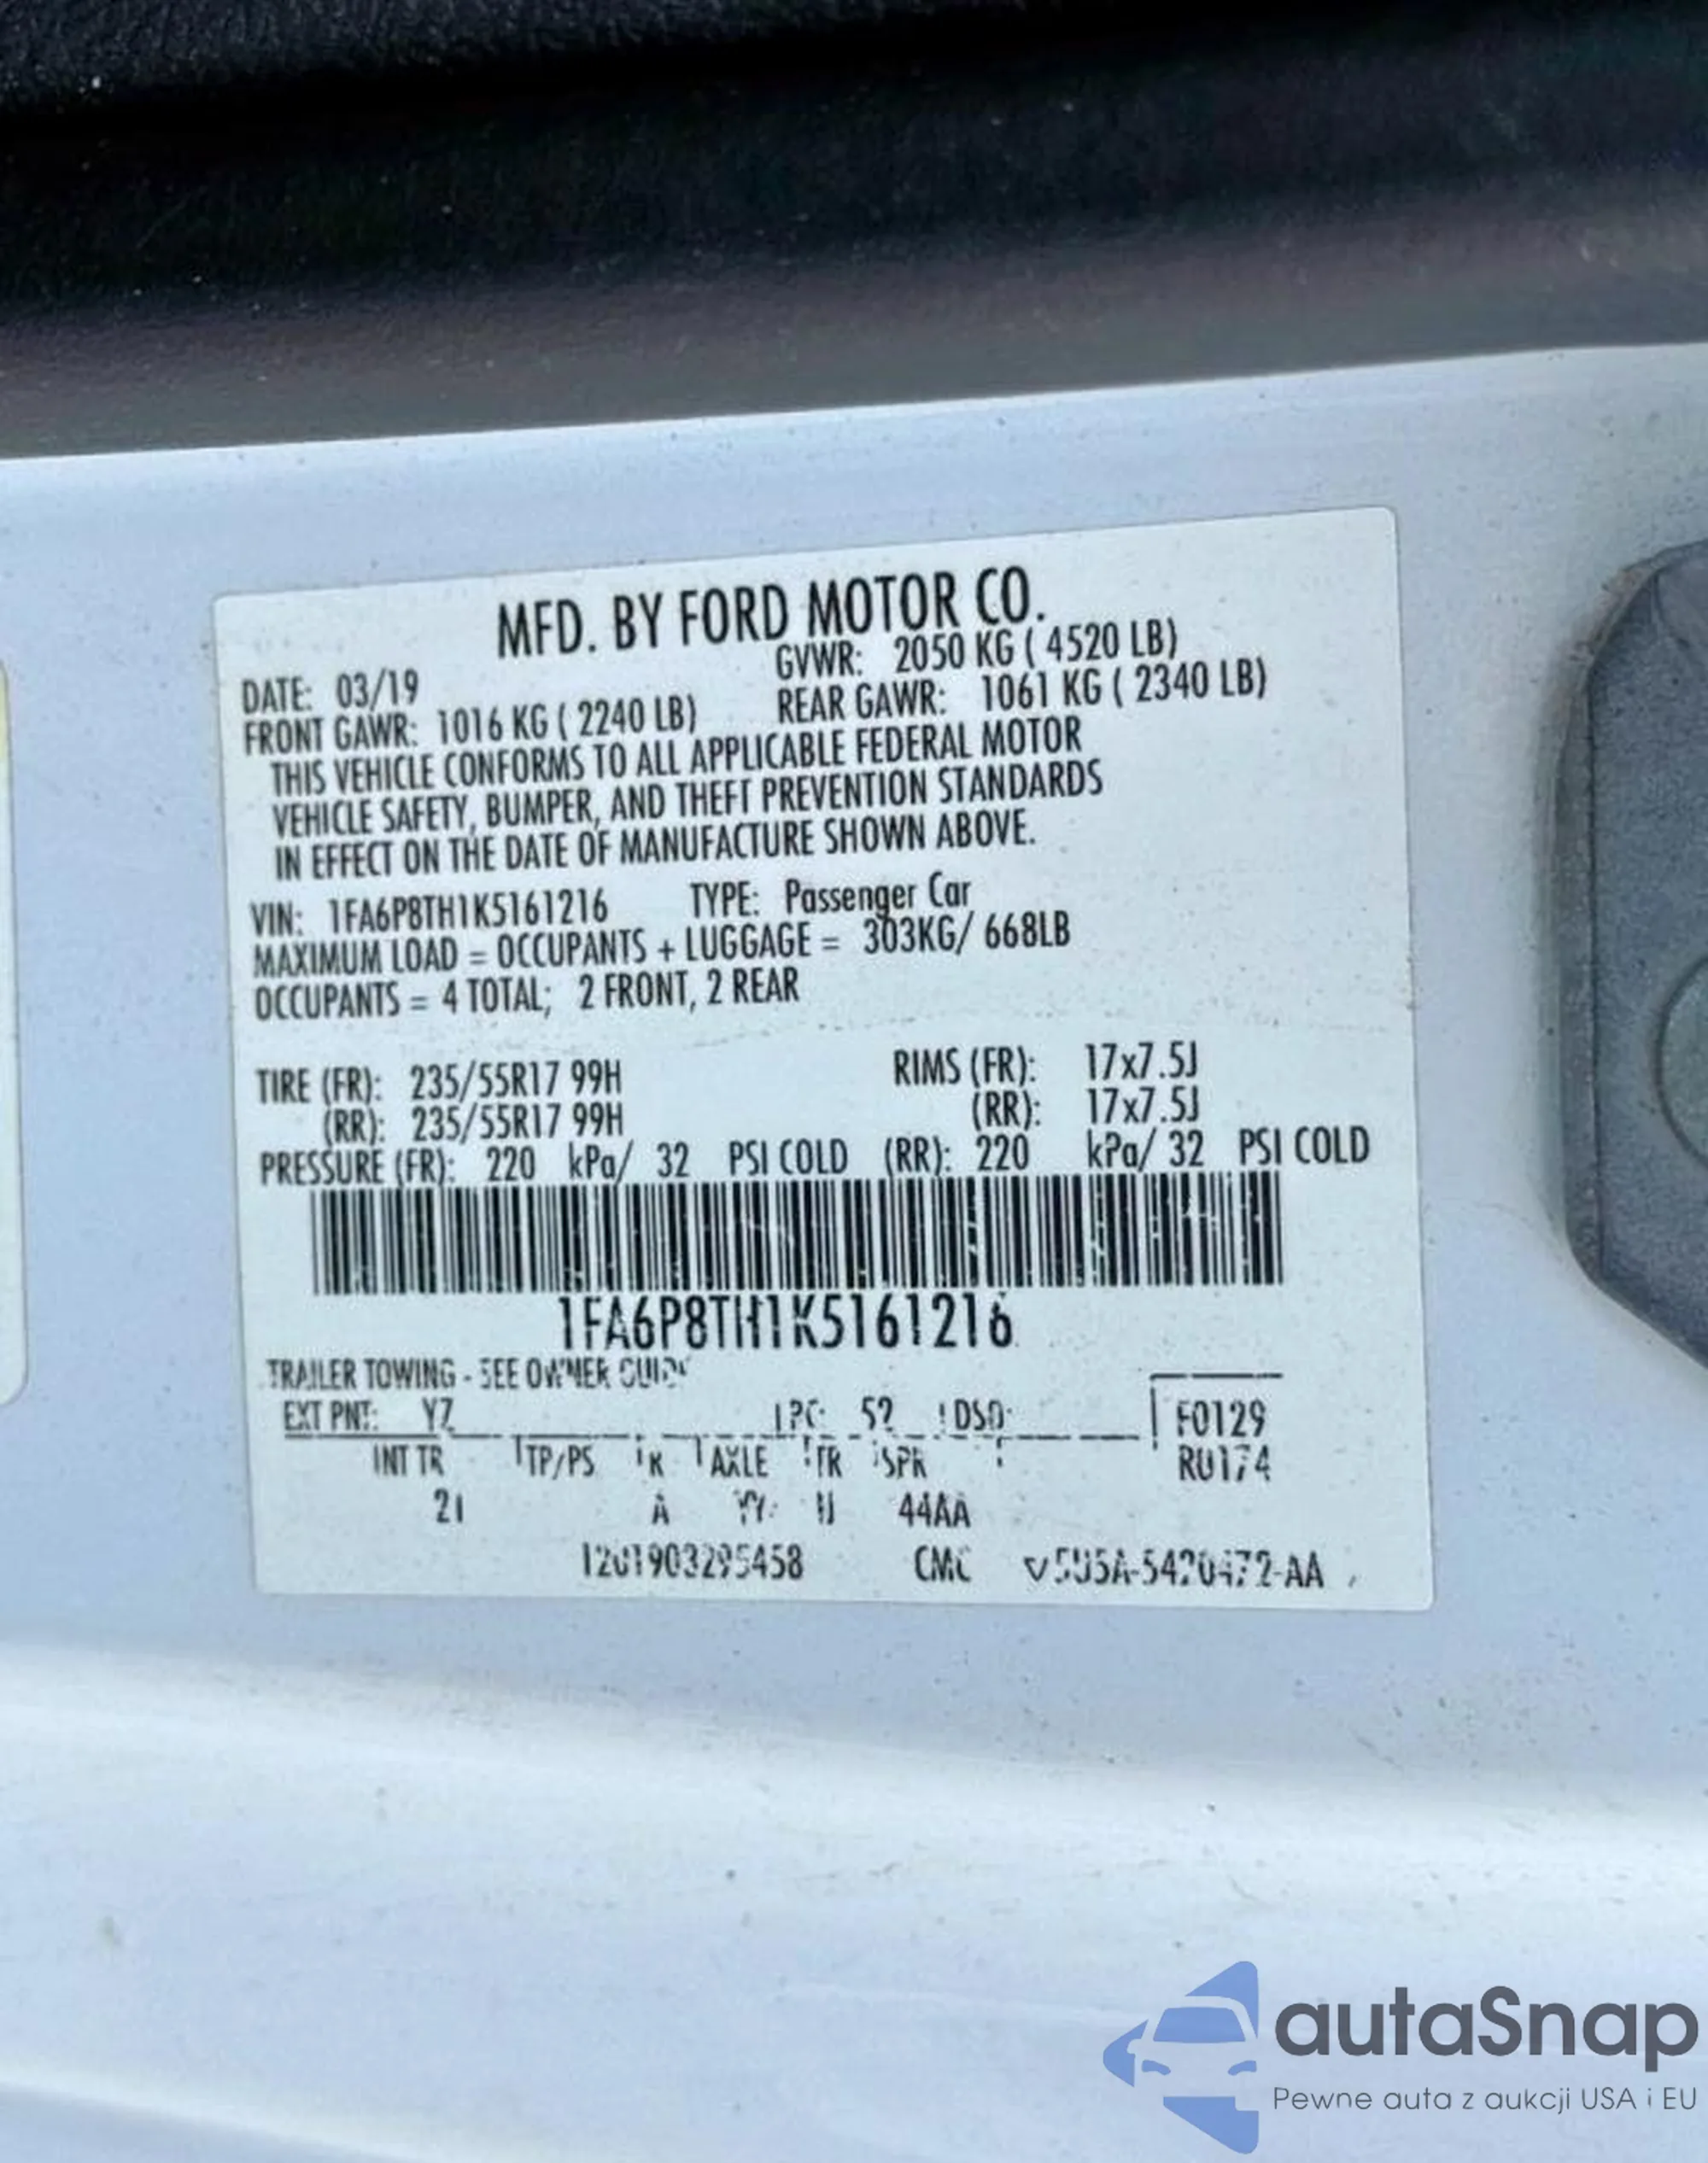 MFD. BY FORD MOTOR CO.
DATE: 03/19 GVWR: 2050 KG ( 4520 LB)
FRONT GAWR: 1016 KG ( 2240 LB) REAR GAWR: 1061 KG ( 2340 LB)
THIS VEHICLE CONFORMS TO ALL APPLICABLE FEDERAL MOTOR
VEHICLE SAFETY, BUMPER, AND THEFT PREVENTION STANDARDS
IN EFFECT ON THE DATE OF MANUFACTURE SHOWN ABOVE.
VIN: 1FA6P8TH1K5161216 TYPE: Passenger Car
MAXIMUM LOAD = OCCUPANTS + LUGGAGE = 303KG/ 668LB
OCCUPANTS = 4 TOTAL; 2 FRONT, 2 REAR
TIRE (FR): 235/55R17 99H RIMS (FR): 17x7.5J
(RR): 235/55R17 99H (RR): 17x7.5J
PRESSURE (FR): 220 kPa/ 32 PSI COLD (RR): 220 kPa/ 32 PSI COLD
1FA6P8TH1K5161216
TRAILER TOWING - SEE OWNER
EXT PNT: YZ DSO: F0129
INT TR TP/PS R AXLE TR SPR R0174
A 44AA
autaSnap
Pewne auta z aukcji USA i EU